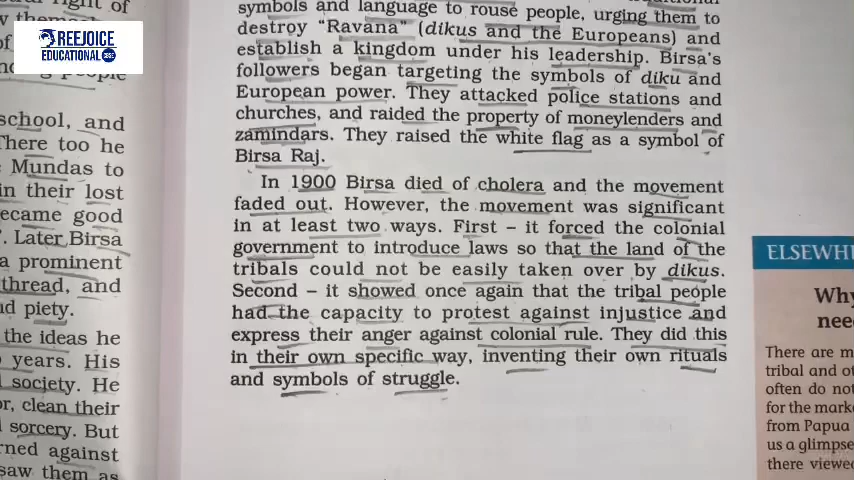 REEJOICE
EDUCATIONAL
right of
of
people
school, and
There too he
Mundas to
in their lost
ecame good
Later Birsa
a prominent
thread, and
nd piety.
the ideas he
years. His
society. He
or, clean their
sorcery. But
rned against
saw them as
symbols and language to rouse people, urging them to
destroy "Ravana" (dikus and the Europeans) and
establish a kingdom under his leadership. Birsa's
followers began targeting the symbols of diku and
European power. They attacked police stations and
churches, and raided the property of moneylenders and
zamindars. They raised the white flag as a symbol of
Birsa Raj.
In 1900 Birsa died of cholera and the movement
faded out. However, the movement was significant
in at least two ways. First – it forced the colonial
government to introduce laws so that the land of the
tribals could not be easily taken over by dikus.
Second – it showed once again that the tribal people
had the capacity to protest against injustice and
express their anger against colonial rule. They did this
in their own specific way, inventing their own rituals
and symbols of struggle.
ELSEWH
Why
nee
There are m
tribal and ot
often do not
for the mark
from Papua
us a glimpse
there viewed